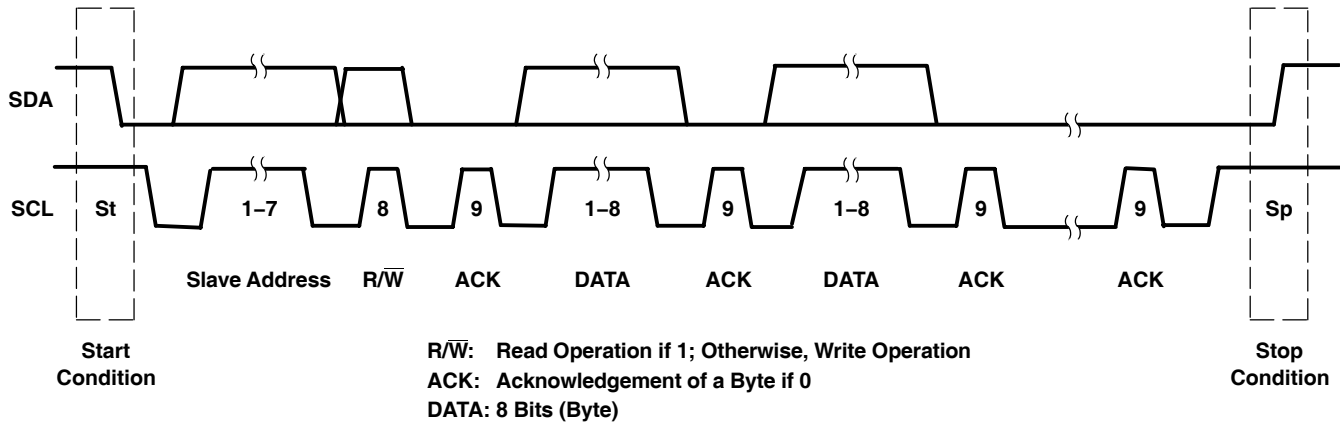 SDA
SCL St 1–7 8 9 1–8 9 1–8 9 9 Sp
Slave Address R/W̅ ACK DATA ACK DATA ACK ACK
Start
Condition
R/W̅: Read Operation if 1; Otherwise, Write Operation
ACK: Acknowledgement of a Byte if 0
DATA: 8 Bits (Byte)
Stop
Condition